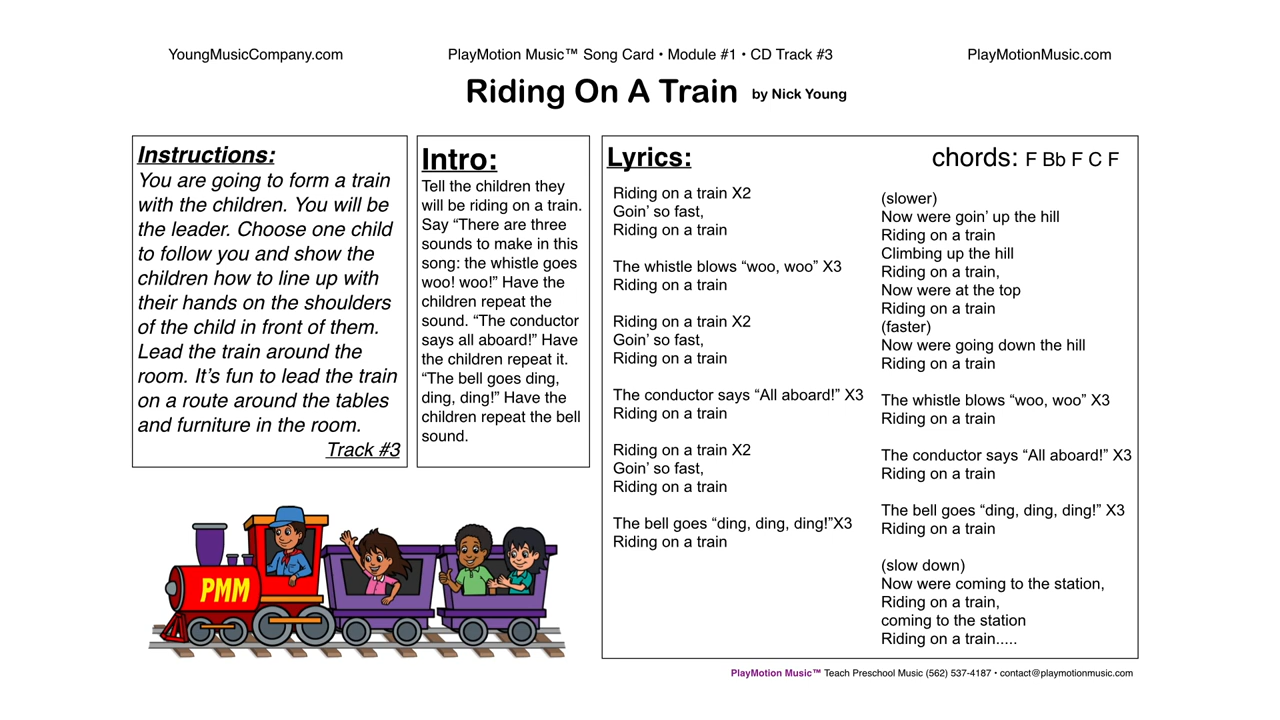 YoungMusicCompany.com
PlayMotion Music™ Song Card • Module #1 • CD Track #3
PlayMotionMusic.com
Riding On A Train by Nick Young
Instructions:
You are going to form a train
with the children. You will be
the leader. Choose one child
to follow you and show the
children how to line up with
their hands on the shoulders
of the child in front of them.
Lead the train around the
room. It’s fun to lead the train
on a route around the tables
and furniture in the room.
Track #3
Intro:
Tell the children they
will be riding on a train.
Say “There are three
sounds to make in this
song: the whistle goes
woo! woo!” Have the
children repeat the
sound. “The conductor
says all aboard!” Have
the children repeat it.
“The bell goes ding,
ding, ding!” Have the
children repeat the bell
sound.
Lyrics:
chords: F Bb F C F
Riding on a train X2
Goin’ so fast,
Riding on a train
The whistle blows “woo, woo” X3
Riding on a train
Riding on a train X2
Goin’ so fast,
Riding on a train
The conductor says “All aboard!” X3
Riding on a train
Riding on a train X2
Goin’ so fast,
Riding on a train
The bell goes “ding, ding, ding!”X3
Riding on a train
(slower)
Now were goin’ up the hill
Riding on a train
Climbing up the hill
Riding on a train,
Now were at the top
Riding on a train
(faster)
Now were going down the hill
Riding on a train
The whistle blows “woo, woo” X3
Riding on a train
The conductor says “All aboard!” X3
Riding on a train
The bell goes “ding, ding, ding!” X3
Riding on a train
(slow down)
Now were coming to the station,
Riding on a train,
coming to the station
Riding on a train.....
PMM
PlayMotion Music™ Teach Preschool Music (562) 537-4187 • contact@playmotionmusic.com